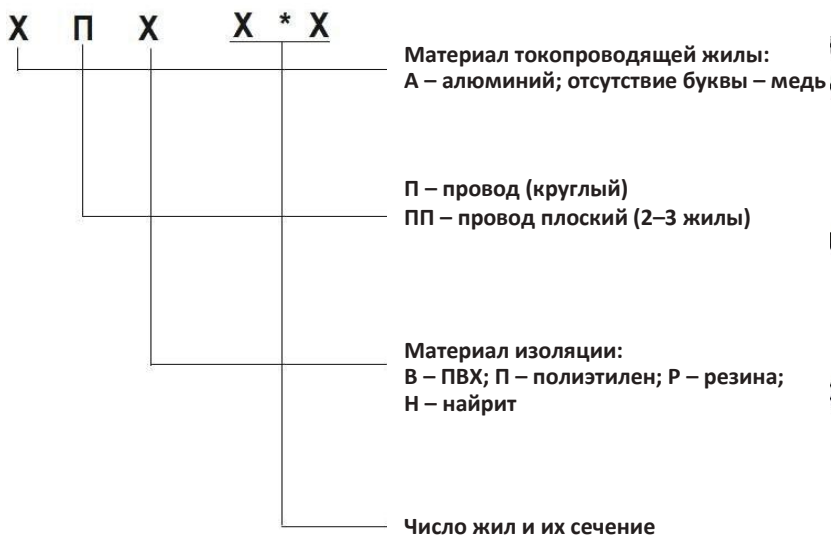 Х П Х Х * Х
Материал токопроводящей жилы:
А – алюминий; отсутствие буквы – медь
П – провод (круглый)
ПП – провод плоский (2–3 жилы)
Материал изоляции:
В – ПВХ; П – полиэтилен; Р – резина;
Н – найрит
Число жил и их сечение